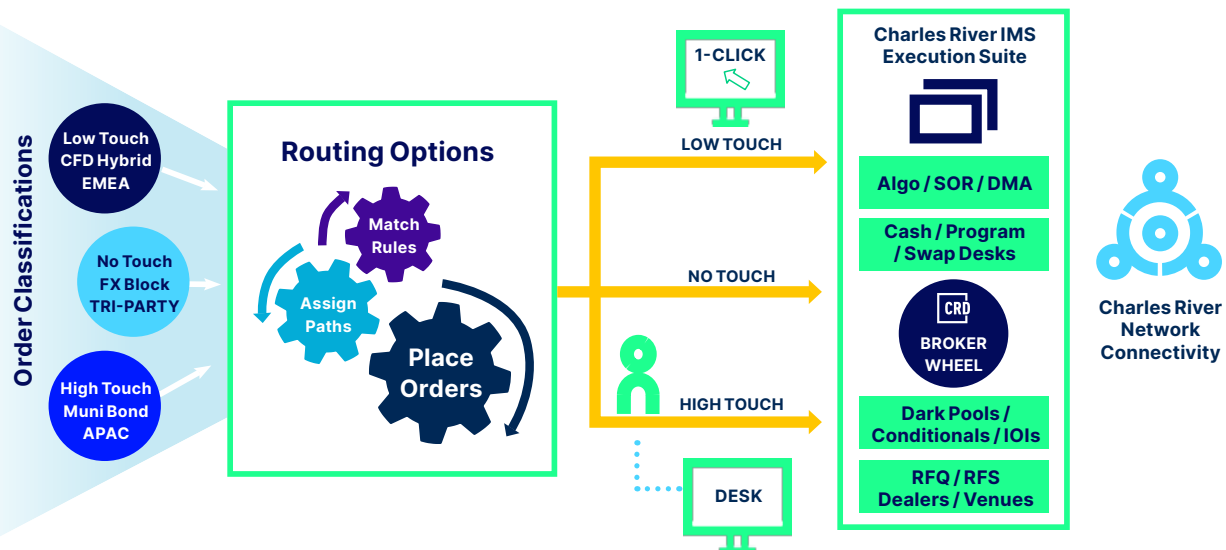 Order Classifications
Low Touch
CFD Hybrid
EMEA
No Touch
FX Block
TRI-PARTY
High Touch
Muni Bond
APAC
Routing Options
Match
Rules
Assign
Paths
Place
Orders
1-CLICK
LOW TOUCH
NO TOUCH
HIGH TOUCH
DESK
Charles River IMS
Execution Suite
Algo / SOR / DMA
Cash / Program
/ Swap Desks
CRD
BROKER
WHEEL
Dark Pools /
Conditionals / IOIs
RFQ / RFS
Dealers / Venues
Charles River
Network
Connectivity